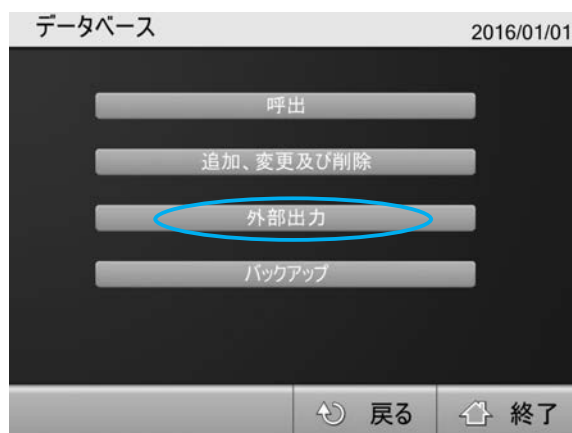 データベース 2016/01/01
呼出
追加、変更及び削除
外部出力
バックアップ
戻る 終了